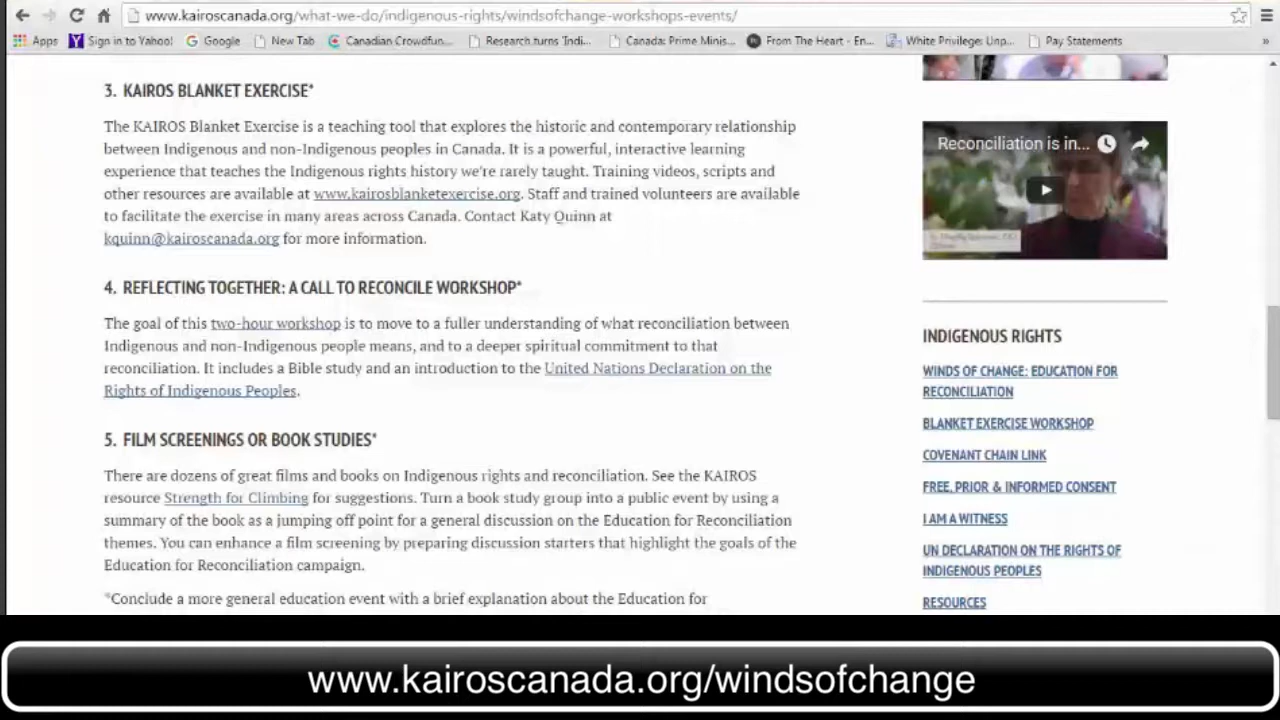 www.kairoscanada.org/what-we-do/indigenous-rights/windsofchange-workshops-events/
Apps Sign in to Yahoo! Google New Tab Canadian Crowdfun... Research turns 'Indi... Canada: Prime Minis... From The Heart - En... White Privilege: Unp... Pay Statements »
3. KAIROS BLANKET EXERCISE*
The KAIROS Blanket Exercise is a teaching tool that explores the historic and contemporary relationship
between Indigenous and non-Indigenous peoples in Canada. It is a powerful, interactive learning
experience that teaches the Indigenous rights history we're rarely taught. Training videos, scripts and
other resources are available at www.kairosblanketexercise.org. Staff and trained volunteers are available
to facilitate the exercise in many areas across Canada. Contact Katy Quinn at
kquinn@kairoscanada.org for more information.
4. REFLECTING TOGETHER: A CALL TO RECONCILE WORKSHOP*
The goal of this two-hour workshop is to move to a fuller understanding of what reconciliation between
Indigenous and non-Indigenous people means, and to a deeper spiritual commitment to that
reconciliation. It includes a Bible study and an introduction to the United Nations Declaration on the
Rights of Indigenous Peoples.
5. FILM SCREENINGS OR BOOK STUDIES*
There are dozens of great films and books on Indigenous rights and reconciliation. See the KAIROS
resource Strength for Climbing for suggestions. Turn a book study group into a public event by using a
summary of the book as a jumping off point for a general discussion on the Education for Reconciliation
themes. You can enhance a film screening by preparing discussion starters that highlight the goals of the
Education for Reconciliation campaign.
*Conclude a more general education event with a brief explanation about the Education for
Reconciliation is in...
INDIGENOUS RIGHTS
WINDS OF CHANGE: EDUCATION FOR
RECONCILIATION
BLANKET EXERCISE WORKSHOP
COVENANT CHAIN LINK
FREE, PRIOR & INFORMED CONSENT
I AM A WITNESS
UN DECLARATION ON THE RIGHTS OF
INDIGENOUS PEOPLES
RESOURCES
www.kairoscanada.org/windsofchange